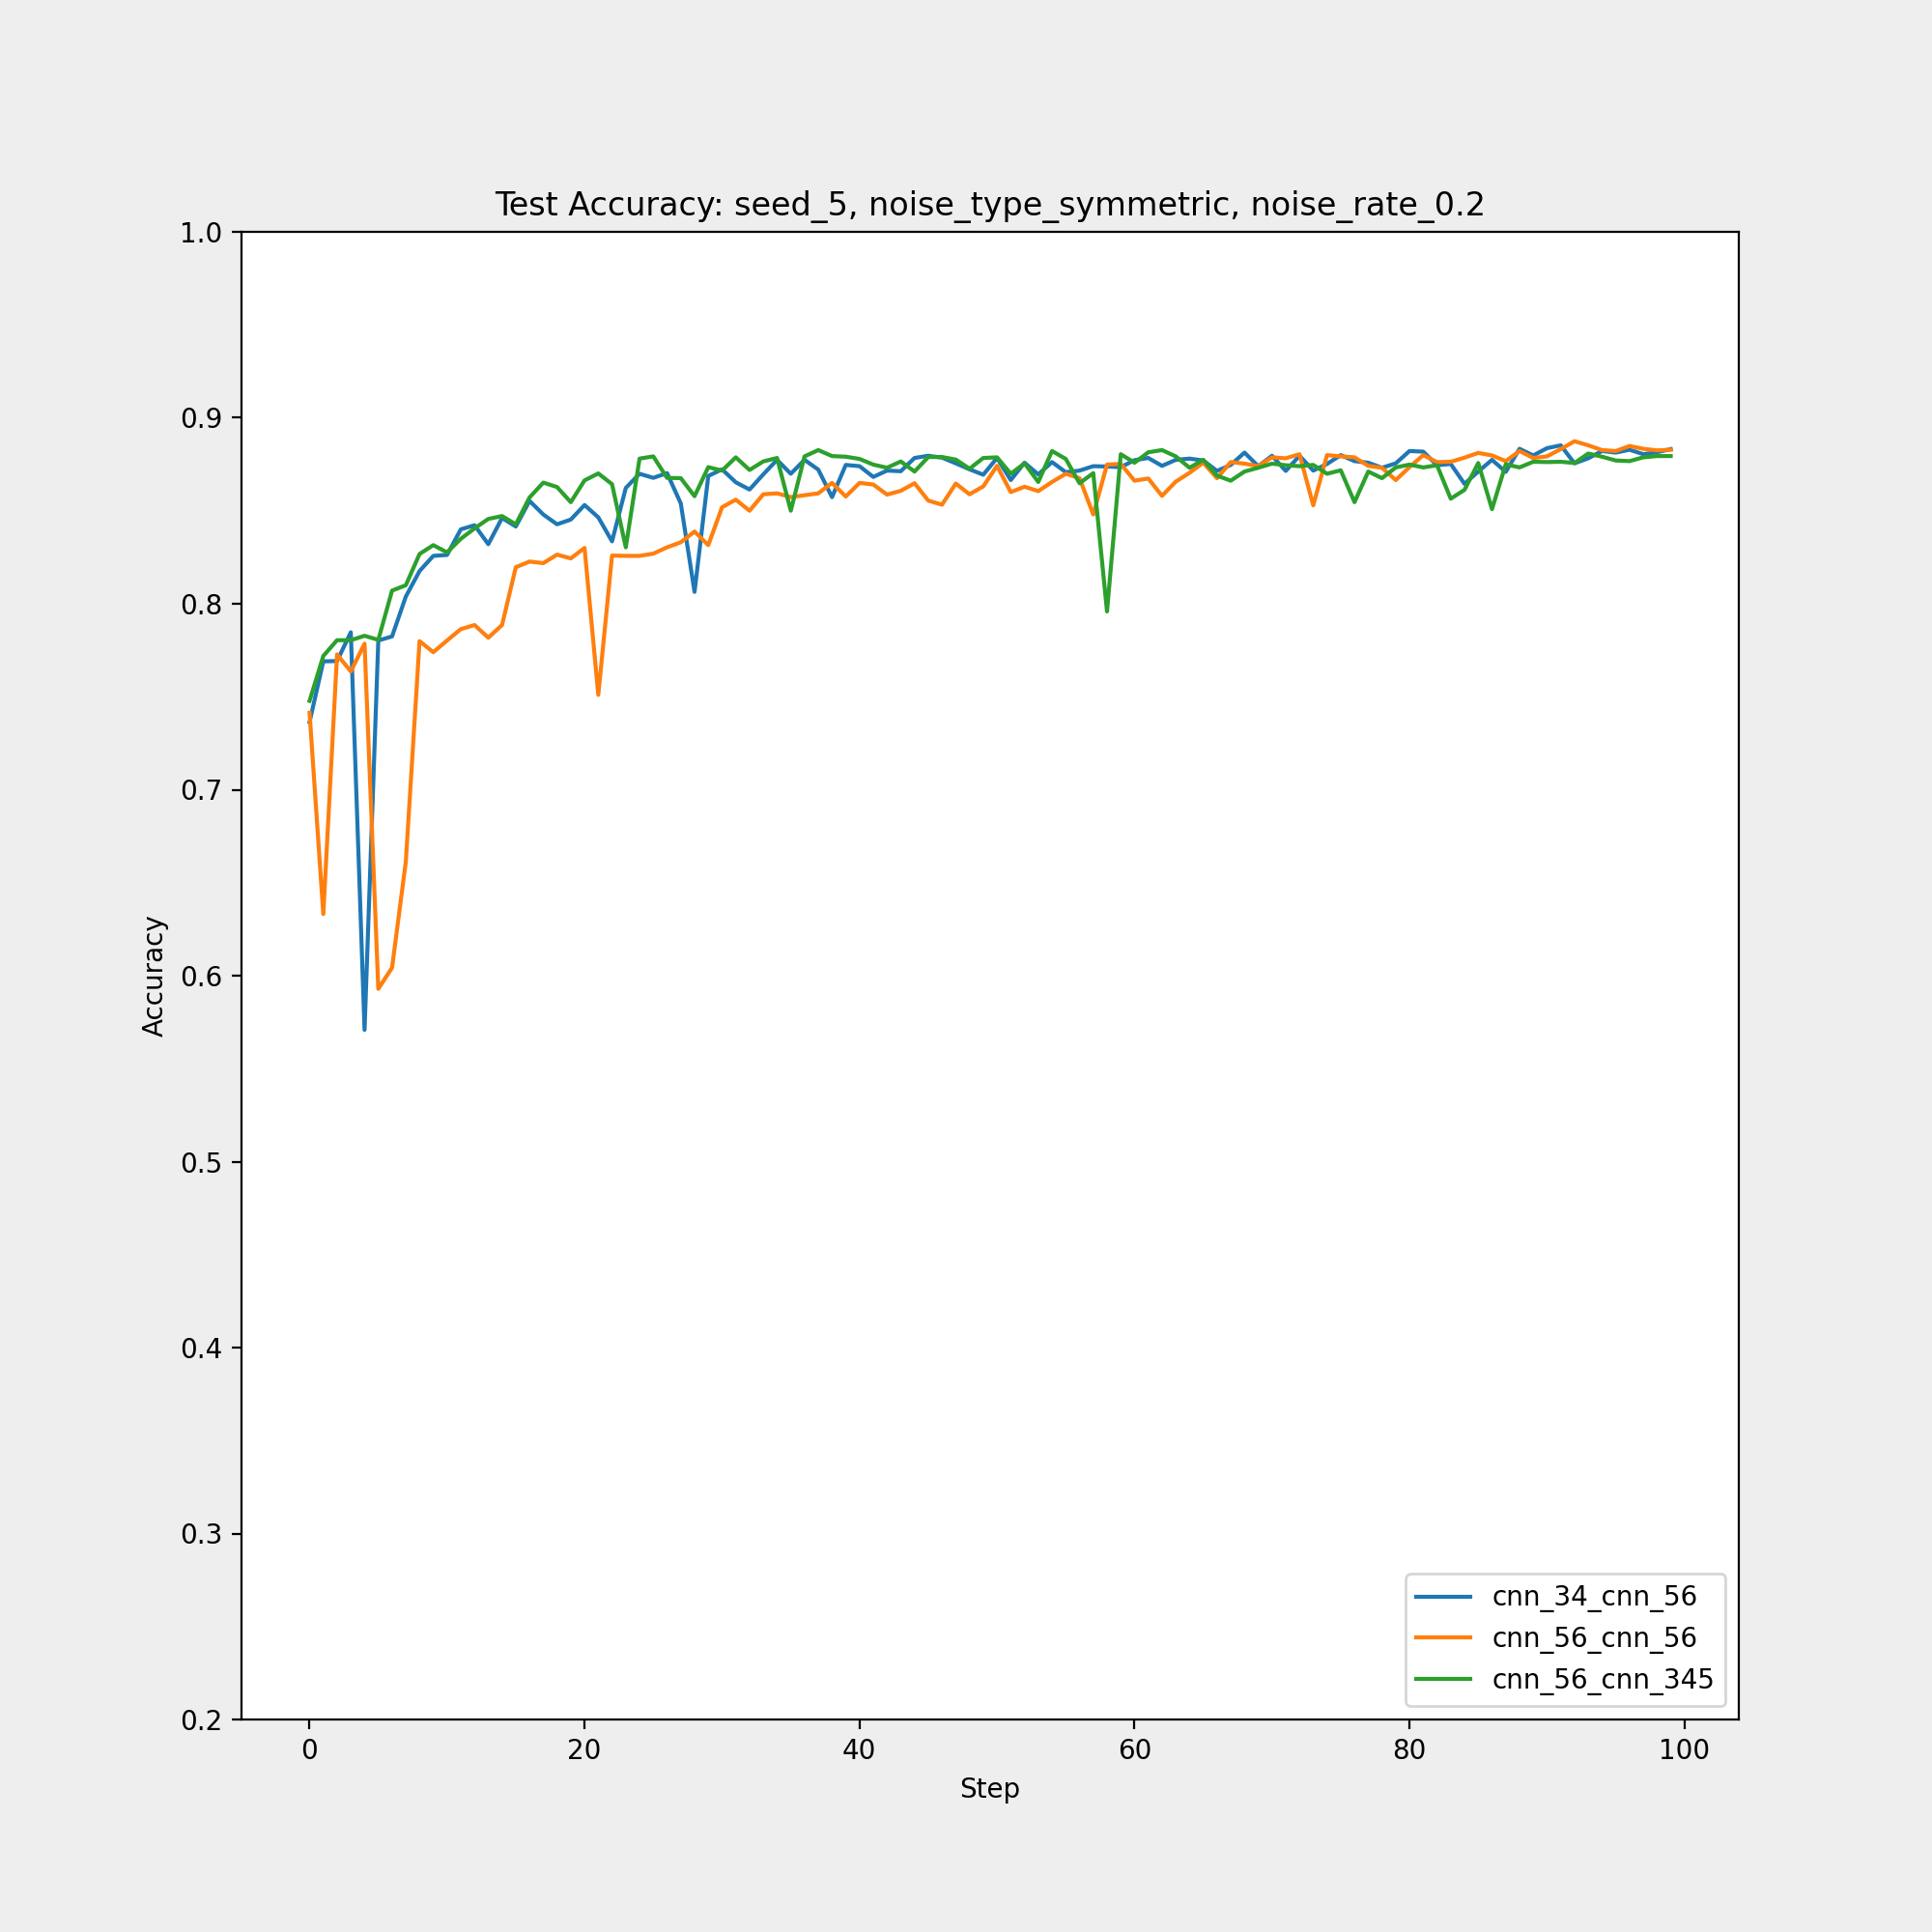 Test Accuracy: seed_5, noise_type_symmetric, noise_rate_0.2
1.0
0.9
0.8
0.7
0.6
0.5
0.4
0.3
0.2
Accuracy
0 20 40 60 80 100
Step
cnn_34_cnn_56
cnn_56_cnn_56
cnn_56_cnn_345